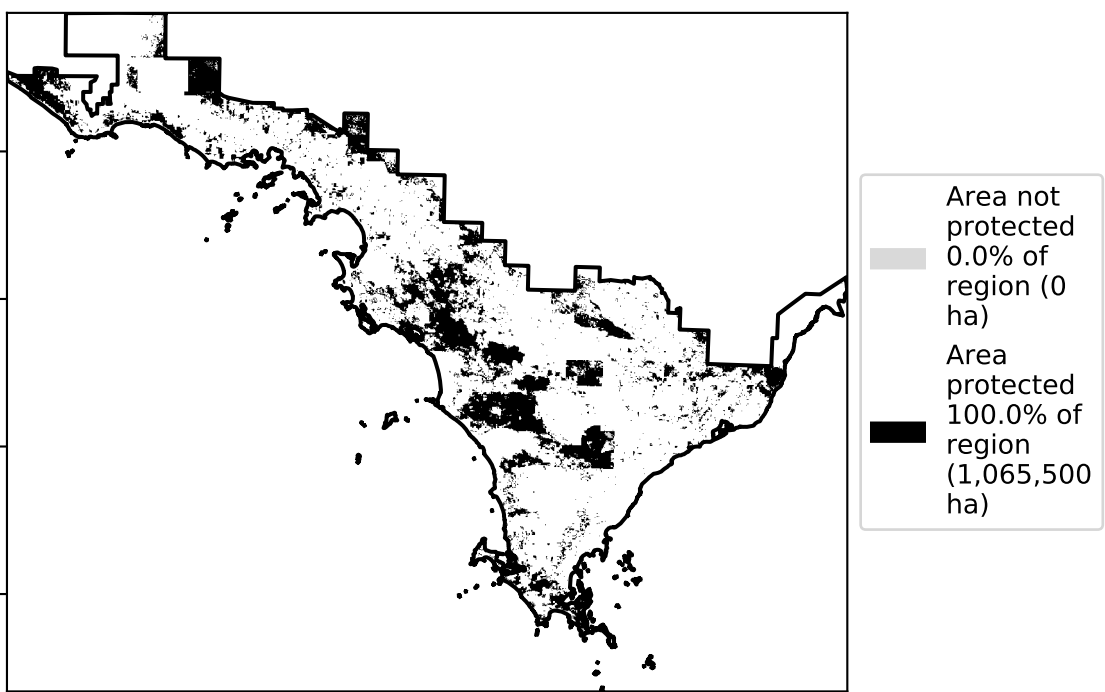 Area not
protected
0.0% of
region (0
ha)
Area
protected
100.0% of
region
(1,065,500
ha)